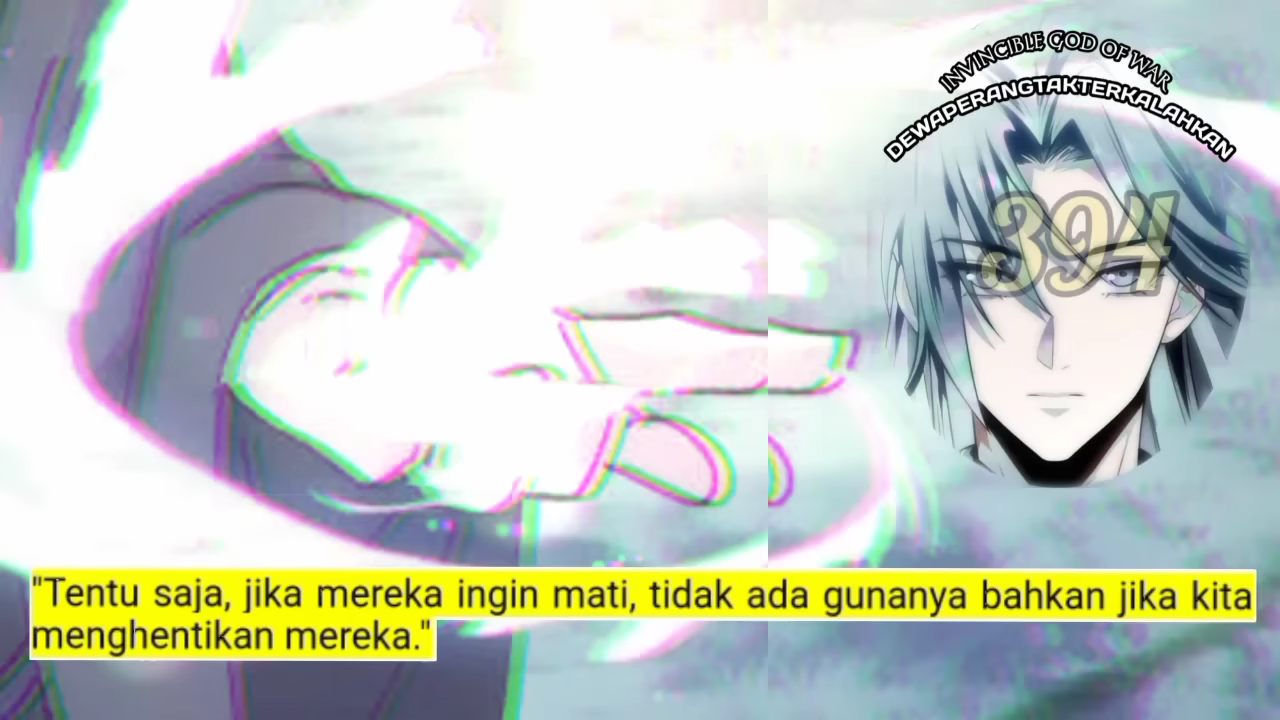 INVINCIBLE GOD OF WAR
DEWAPERANGTAKTERKALAHKAN
394
"Tentu saja, jika mereka ingin mati, tidak ada gunanya bahkan jika kita
menghentikan mereka."